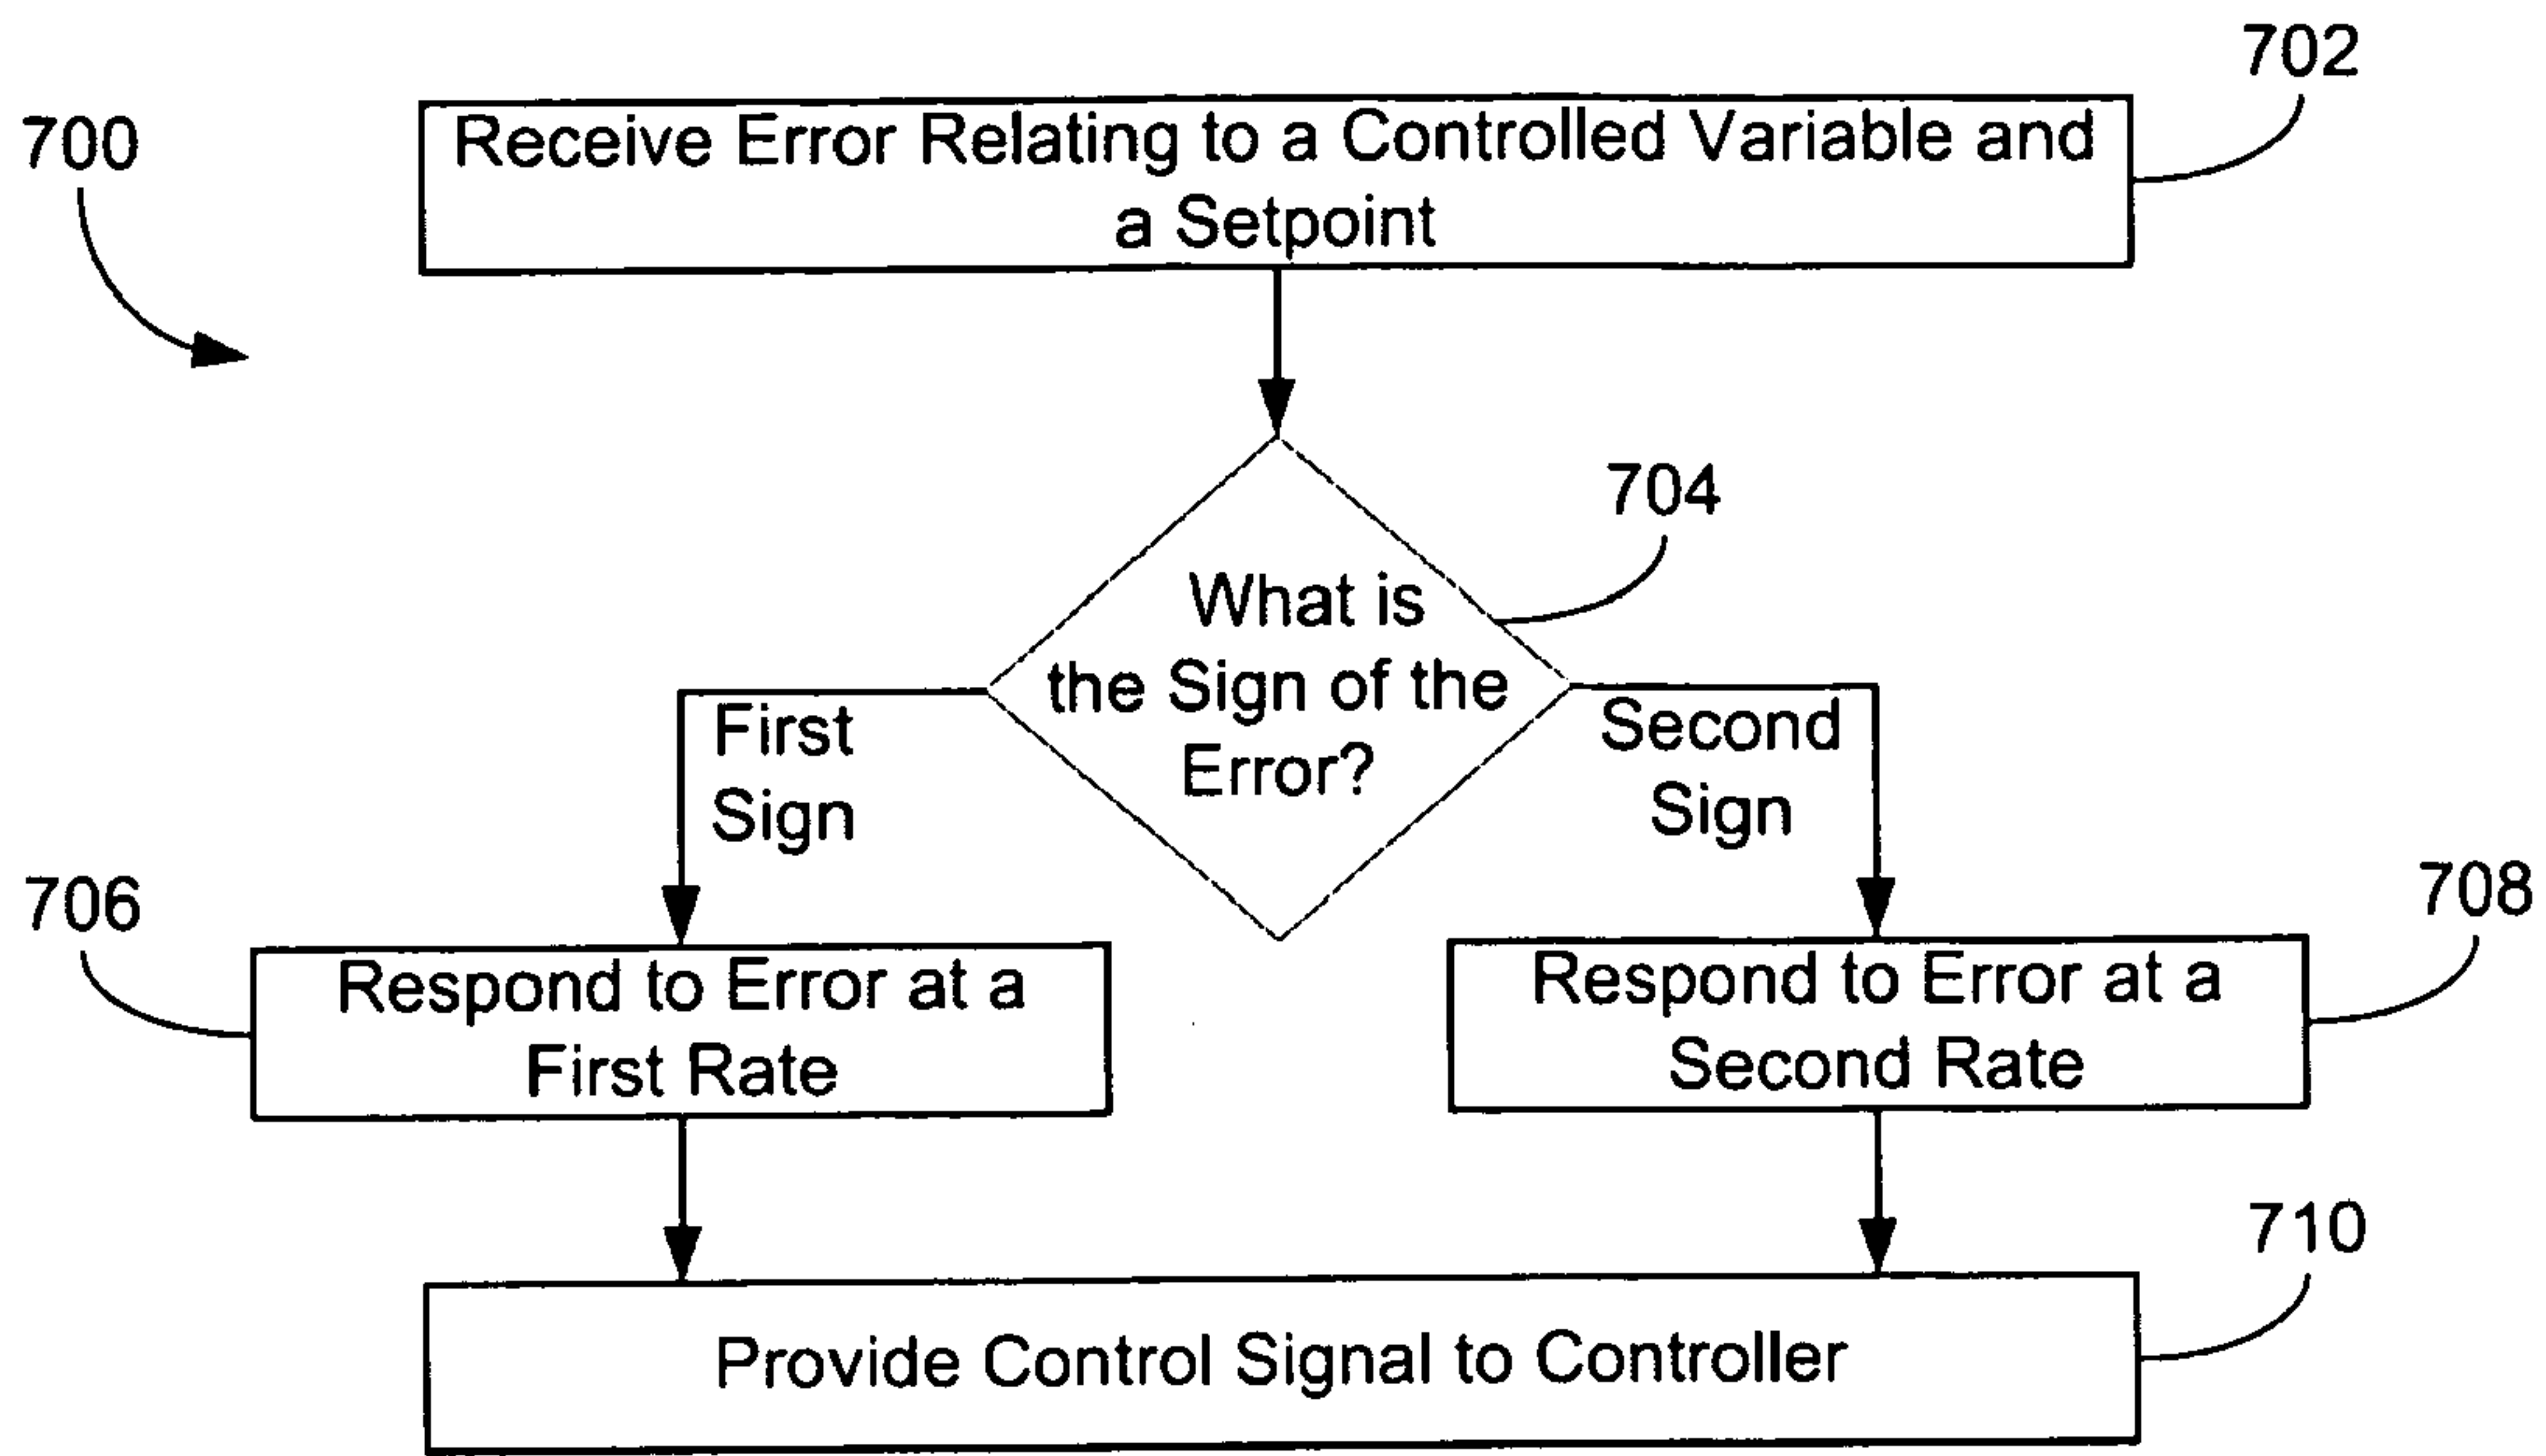 702
700
Receive Error Relating to a Controlled Variable and
a Setpoint
704
What is
the Sign of the
Error?
First
Sign
Second
Sign
706
708
Respond to Error at a
First Rate
Respond to Error at a
Second Rate
710
Provide Control Signal to Controller